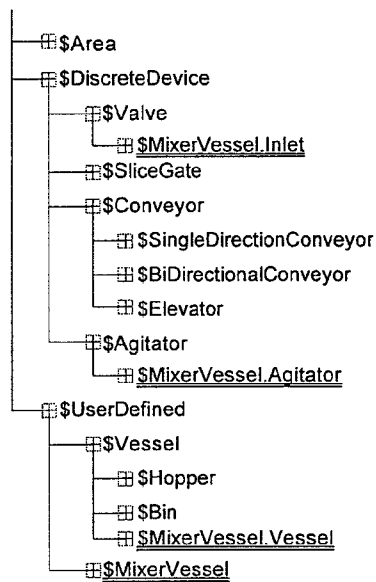 $Area
$DiscreteDevice
$Valve
$MixerVessel.Inlet
$SliceGate
$Conveyor
$SingleDirectionConveyor
$BiDirectionalConveyor
$Elevator
$Agitator
$MixerVessel.Agitator
$UserDefined
$Vessel
$Hopper
$Bin
$MixerVessel.Vessel
$MixerVessel